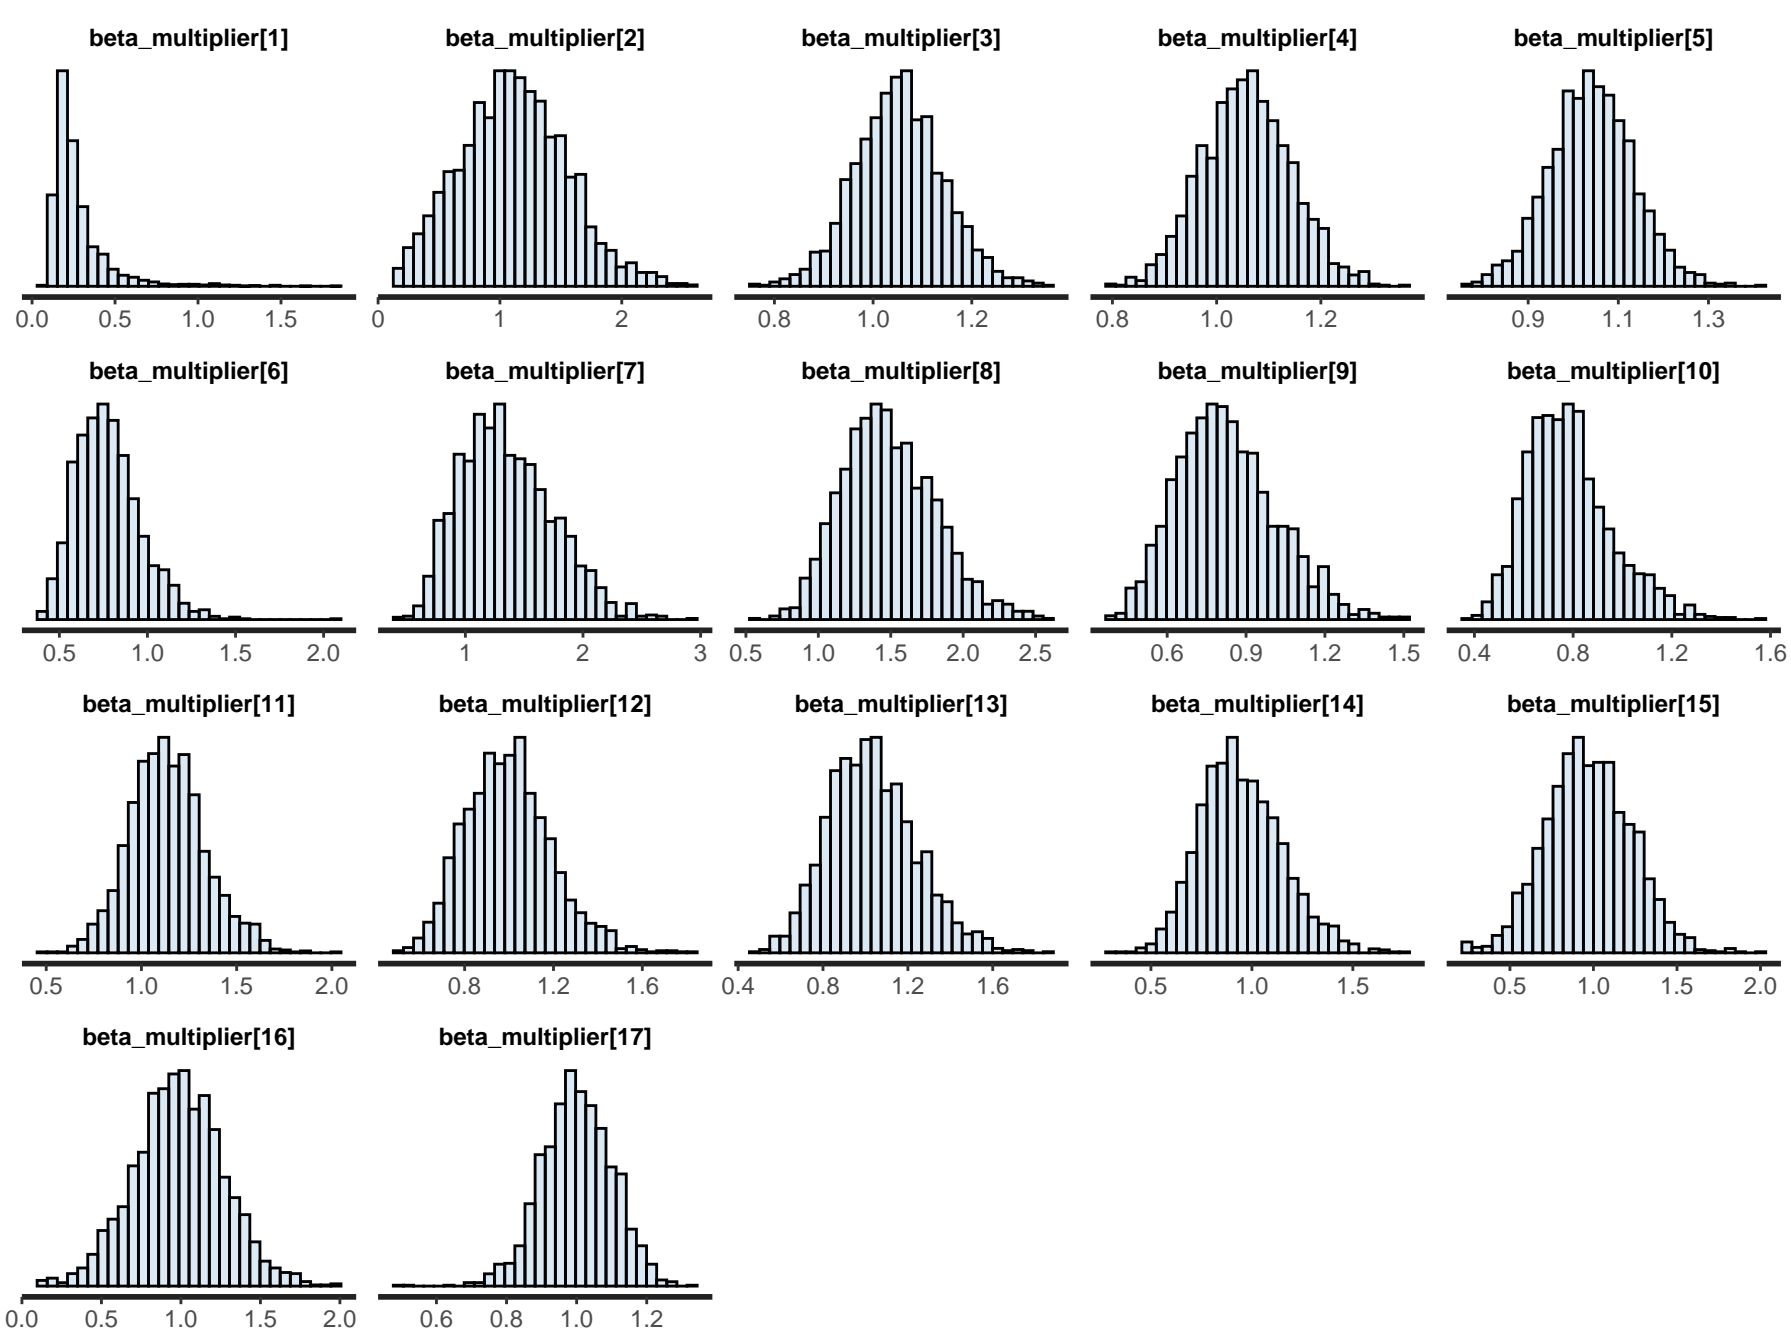 beta_multiplier[1] beta_multiplier[2] beta_multiplier[3] beta_multiplier[4] beta_multiplier[5]
0.0 0.5 1.0 1.5 0 1 2 0.8 1.0 1.2 0.8 1.0 1.2 0.9 1.1 1.3
beta_multiplier[6] beta_multiplier[7] beta_multiplier[8] beta_multiplier[9] beta_multiplier[10]
0.5 1.0 1.5 2.0 1 2 3 0.5 1.0 1.5 2.0 2.5 0.6 0.9 1.2 1.5 0.4 0.8 1.2 1.6
beta_multiplier[11] beta_multiplier[12] beta_multiplier[13] beta_multiplier[14] beta_multiplier[15]
0.5 1.0 1.5 2.0 0.8 1.2 1.6 0.4 0.8 1.2 1.6 0.5 1.0 1.5 0.5 1.0 1.5 2.0
beta_multiplier[16] beta_multiplier[17]
0.0 0.5 1.0 1.5 2.0 0.6 0.8 1.0 1.2